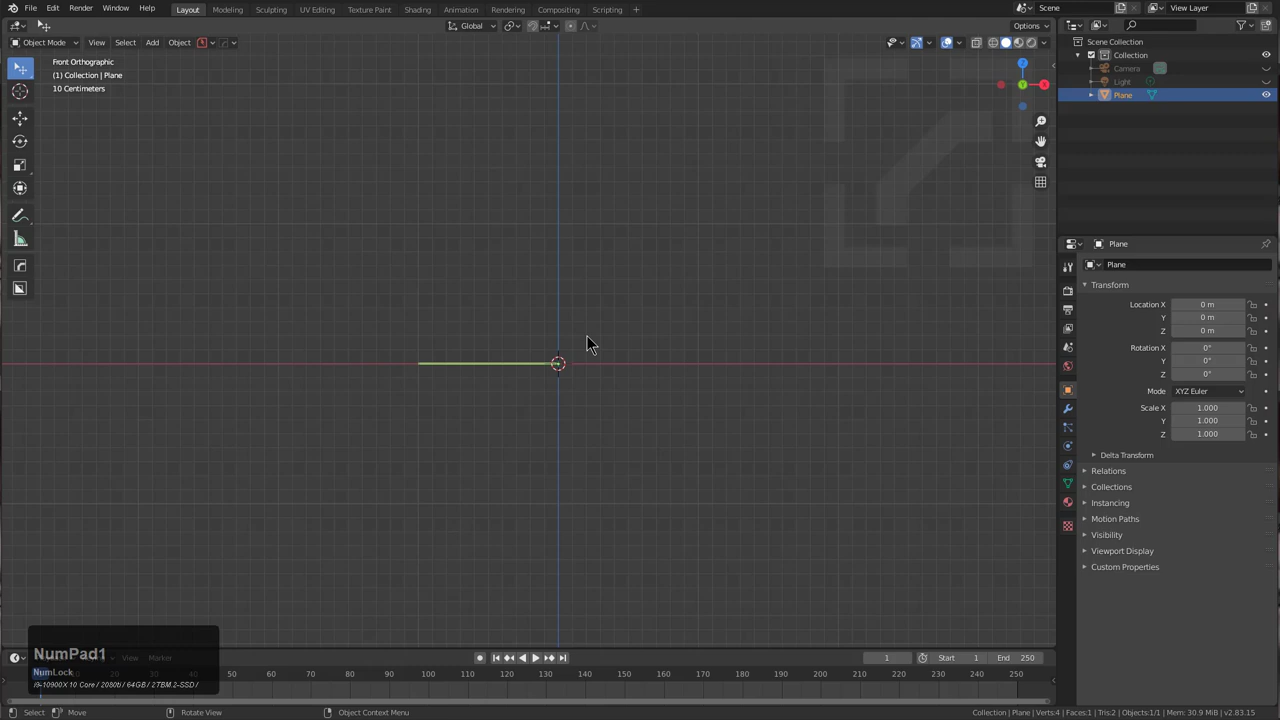 File Edit Render Window Help
Layout Modeling Sculpting UV Editing Texture Paint Shading Animation Rendering Compositing Scripting +
Scene
View Layer
Global
Options
Object Mode View Select Add Object
Front Orthographic
(1) Collection | Plane
10 Centimeters
Z
X
Y
Scene Collection
Collection
Camera
Light
Plane
Plane
Plane
Transform
Location X 0 m
Y 0 m
Z 0 m
Rotation X 0°
Y 0°
Z 0°
Mode XYZ Euler
Scale X 1.000
Y 1.000
Z 1.000
Delta Transform
Relations
Collections
Instancing
Motion Paths
Visibility
Viewport Display
Custom Properties
NumPad1
NumLock
i9-10900X 10 Core / 2080ti / 64GB / 2TBM.2-SSD /
View Marker
1 Start 1 End 250
50 60 70 80 90 100 110 120 130 140 150 160 170 180 190 200 210 220 230 240 250
Select Move Rotate View Object Context Menu
Collection | Plane | Verts:4 | Faces:1 | Tris:2 | Objects:1/1 | Mem: 30.9 MiB | v2.83.15